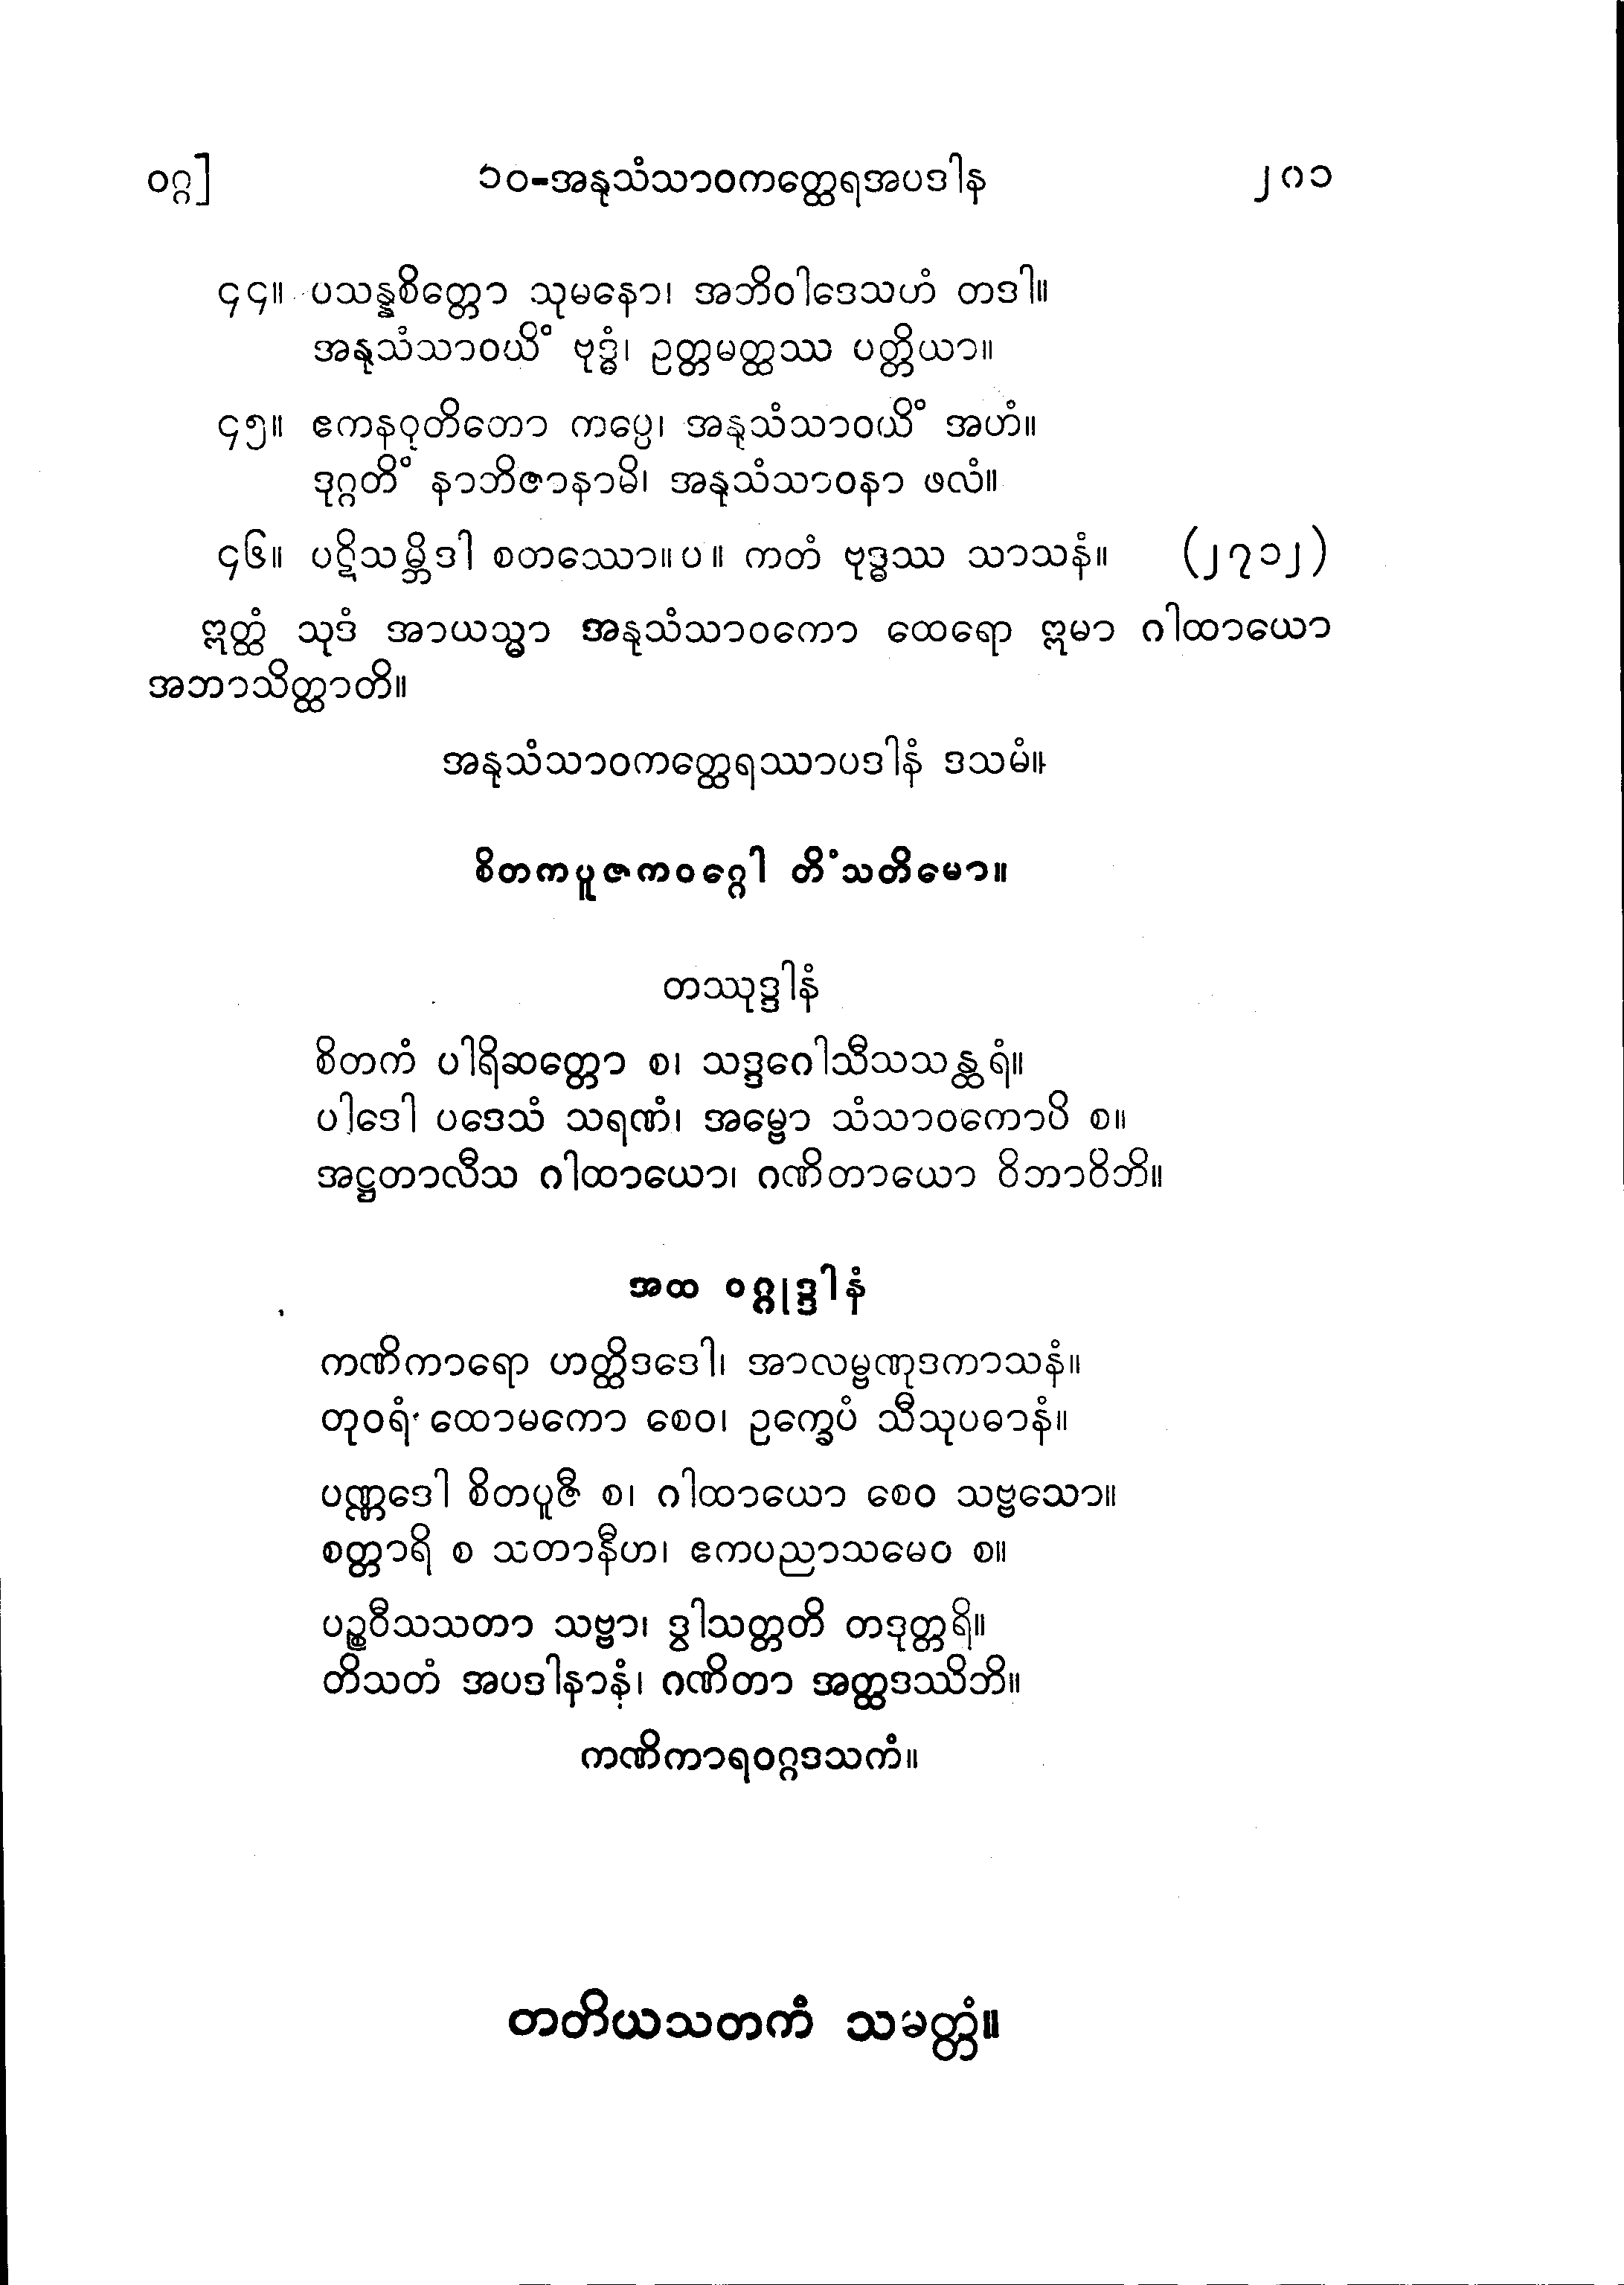 ဝဂ္ဂ] ၁၀-အနုသံသာဝကတ္ထေရအပဒါန ၂၈၁
၄၄။ ပသန္နစိတ္တော သုမနော၊ အဘိဝါဒေသဟံ တဒါ။
အနုသံသာဝယိံ ဗုဒ္ဓံ၊ ဥတ္တမတ္ထဿ ပတ္တိယာ။
၄၅။ ဧကနဝုတိတော ကပ္ပေ၊ အနုသံသာဝယိံ အဟံ။
ဒုဂ္ဂတိံ နာဘိဇာနာမိ၊ အနုသံသာဝနာ ဖလံ။
၄၆။ ပဋိသမ္ဘိဒါ စတဿော။ပ။ ကတံ ဗုဒ္ဓဿ သာသနံ။ (၂၇၁၂)
ဣတ္ထံ သုဒံ အာယသ္မာ အနုသံသာဝကော ထေရော ဣမာ ဂါထာယော
အဘာသိတ္ထာတိ။
အနုသံသာဝကတ္ထေရဿာပဒါနံ ဒသမံ။
စိတကပူဇကဝဂ္ဂေါ တိံသတိမော။
တဿုဒ္ဒါနံ
စိတကံ ပါရိဆတ္တော စ၊ သဒ္ဒဂေါသီသသန္ထရံ။
ပါဒေါ ပဒေသံ သရဏံ၊ အမ္ဗော သံသာဝကောပိ စ။
အဋ္ဌတာလီသ ဂါထာယော၊ ဂဏိတာယော ဝိဘာဝိဘိ။
အထ ဝဂ္ဂုဒ္ဒါနံ
ကဏိကာရော ဟတ္ထိဒဒေါ၊ အာလမ္ဗဏုဒကာသနံ။
တုဝရံ ထောမကော စေဝ၊ ဥက္ခေပံ သီသုပဓာနံ။
ပဏ္ဏဒေါ စိတပူဇီ စ၊ ဂါထာယော စေဝ သဗ္ဗသော။
စတ္တာရိ စ သတာနီဟ၊ ဧကပညာသမေဝ စ။
ပဉ္စဝီသသတာ သဗ္ဗာ၊ ဒွါသတ္တတိ တဒုတ္တရိ။
တိသတံ အပဒါနာနံ၊ ဂဏိတာ အတ္ထဒဿိဘိ။
ကဏိကာရဝဂ္ဂဒသကံ။
တတိယသတကံ သမတ္တံ။